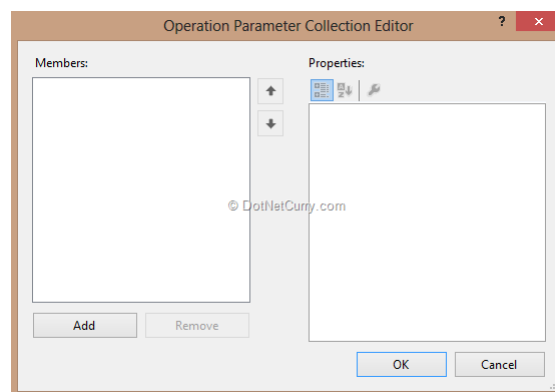 Operation Parameter Collection Editor
?
x
Members:
Properties:
© DotNetCurry.com
Add
Remove
OK
Cancel